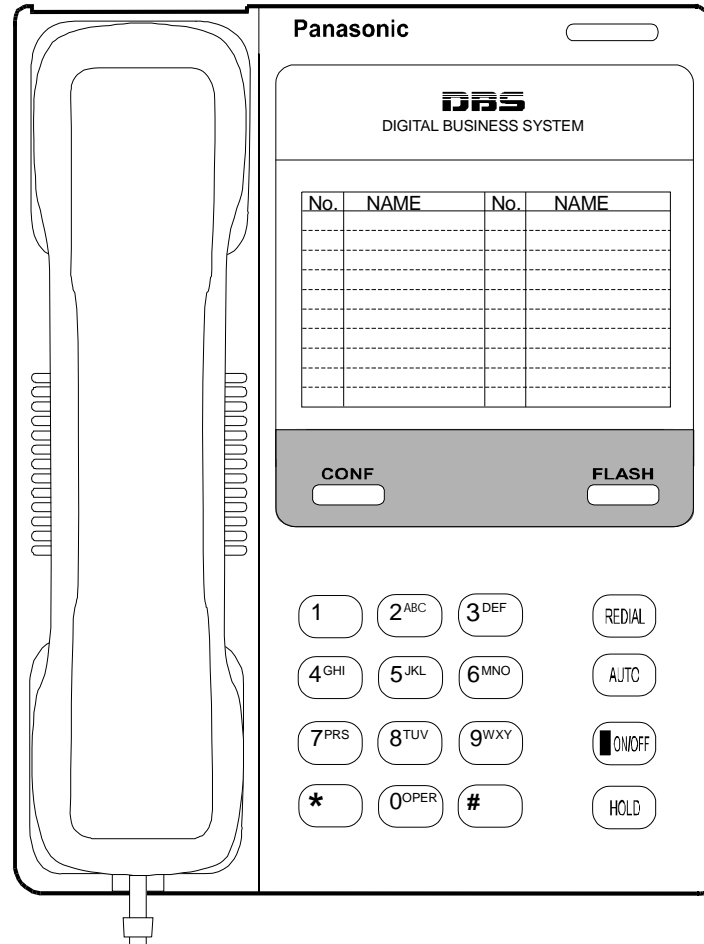 Panasonic
DBS
DIGITAL BUSINESS SYSTEM
No. NAME No. NAME
CONF FLASH
1 2ABC 3DEF REDIAL
4GHI 5JKL 6MNO AUTO
7PRS 8TUV 9WXY ON/OFF
* 0OPER # HOLD